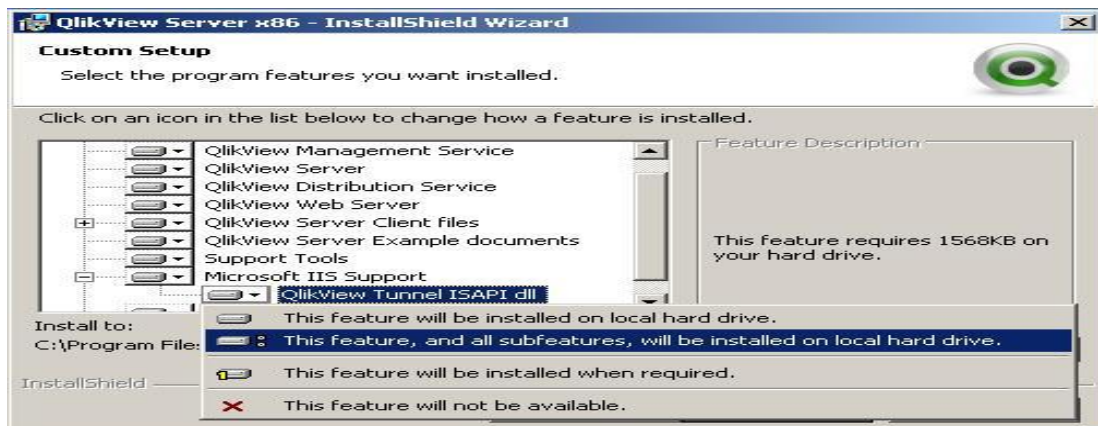 QlikView Server x86 - InstallShield Wizard
Custom Setup
Select the program features you want installed.
Click on an icon in the list below to change how a feature is installed.
QlikView Management Service
QlikView Server
QlikView Distribution Service
QlikView Web Server
QlikView Server Client files
QlikView Server Example documents
Support Tools
Microsoft IIS Support
QlikView Tunnel ISAPI dll
Feature Description
This feature requires 1568KB on
your hard drive.
Install to:
C:\Program File
This feature will be installed on local hard drive.
This feature, and all subfeatures, will be installed on local hard drive.
This feature will be installed when required.
This feature will not be available.
InstallShield